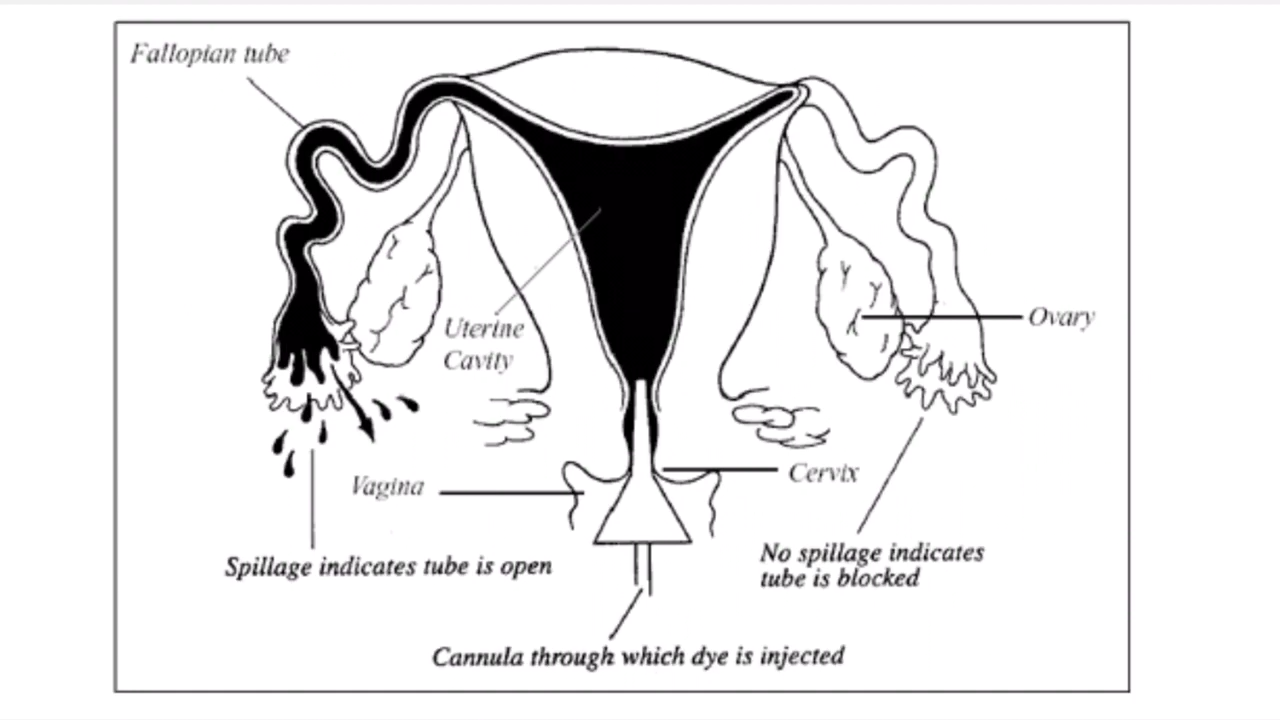 Fallopian tube
Uterine
Cavity
Ovary
Vagina
Cervix
Spillage indicates tube is open
No spillage indicates
tube is blocked
Cannula through which dye is injected